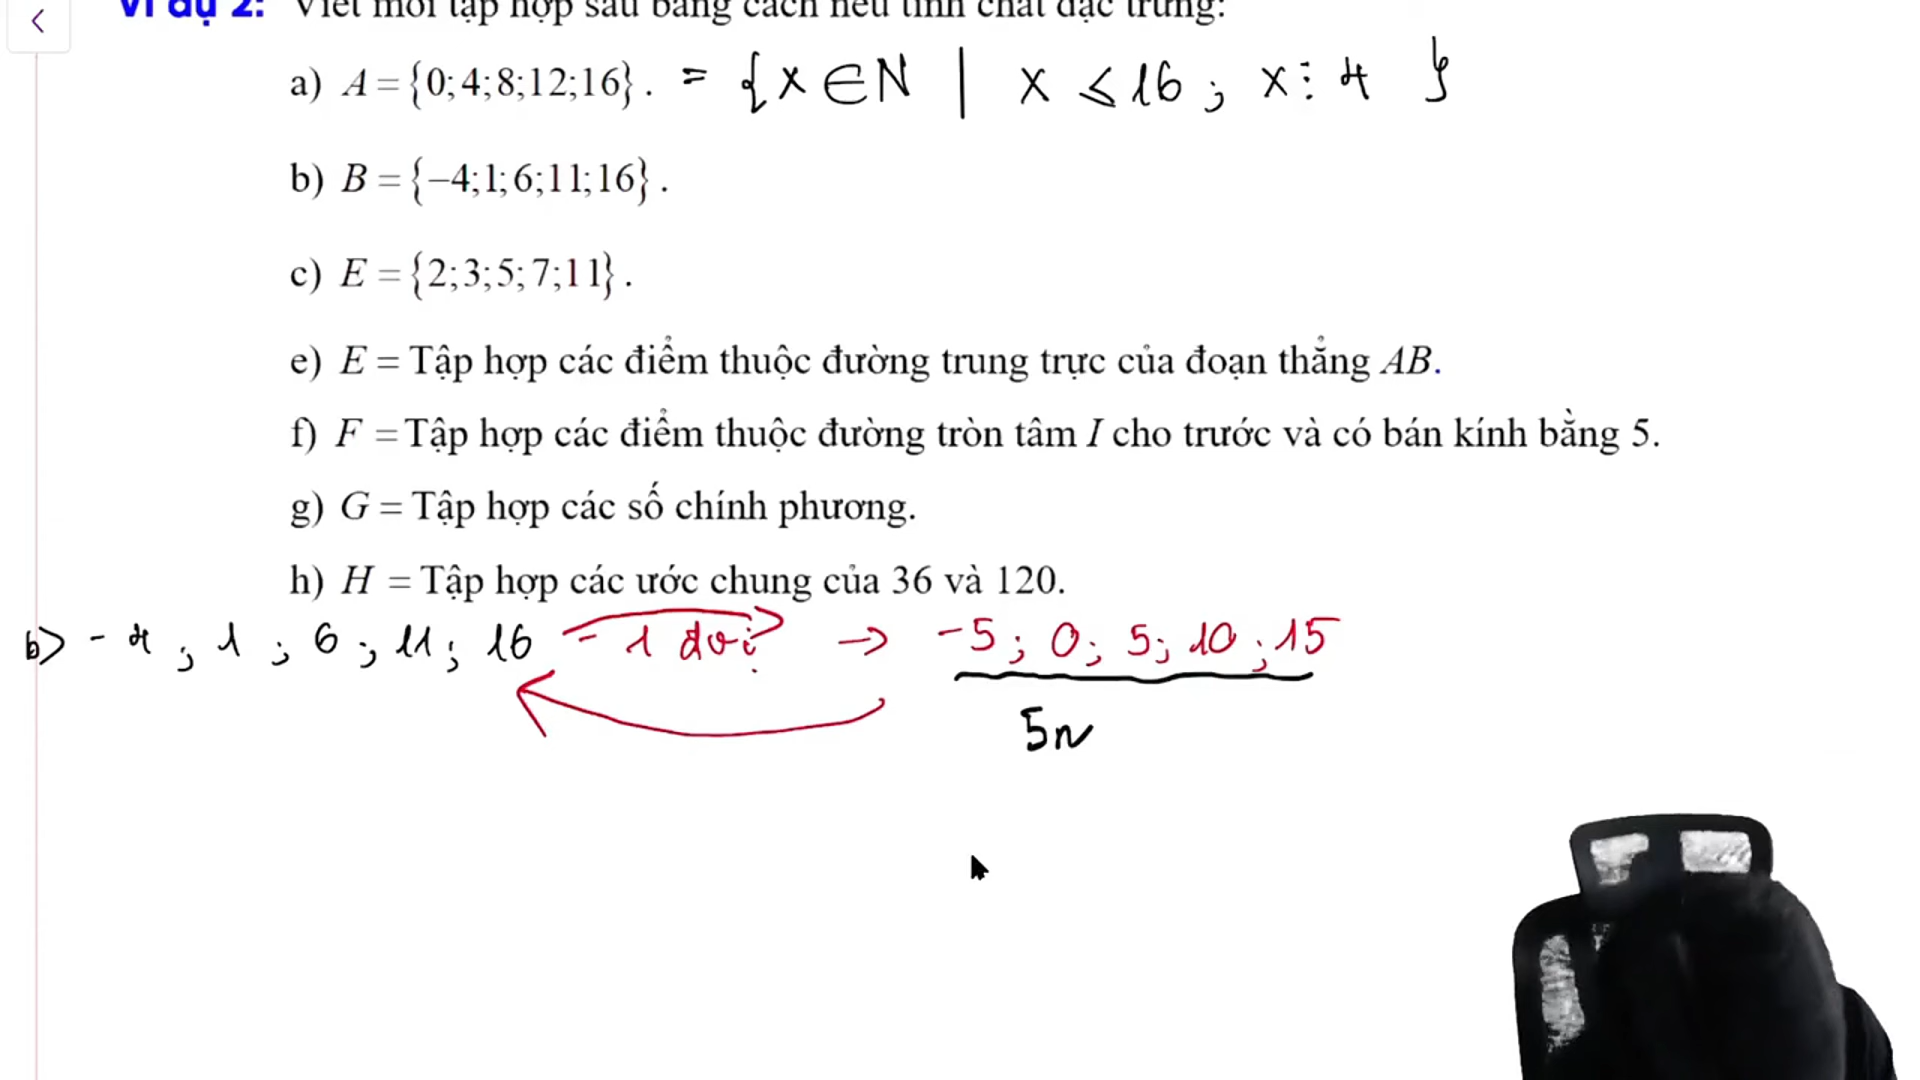 Ví dụ 2: Viết mỗi tập hợp sau bằng cách nêu tính chất đặc trưng:
a) A = {0; 4; 8; 12; 16}. = {x ∈ N | x ≤ 16 ; x ⋮ 4 }
b) B = {−4; 1; 6; 11; 16}.
c) E = {2; 3; 5; 7; 11}.
e) E = Tập hợp các điểm thuộc đường trung trực của đoạn thẳng AB.
f) F = Tập hợp các điểm thuộc đường tròn tâm I cho trước và có bán kính bằng 5.
g) G = Tập hợp các số chính phương.
h) H = Tập hợp các ước chung của 36 và 120.
b) - 4 ; 1 ; 6 ; 11 ; 16 - 1 đvị → -5 ; 0 ; 5 ; 10 ; 15
5n